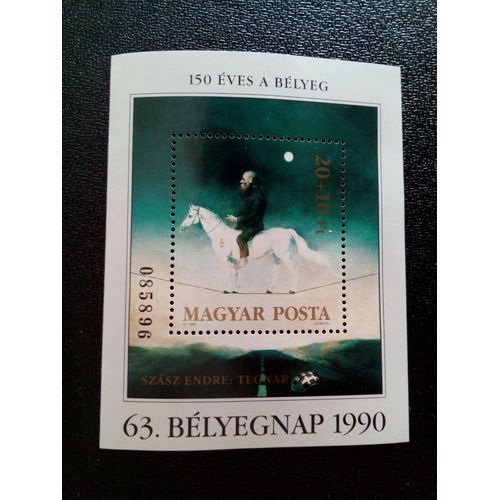 150 ÉVES A BÉLYEG
20+10 Ft
085896
MAGYAR POSTA
SZÁSZ ENDRE: TEGNAP
63. BÉLYEGNAP 1990